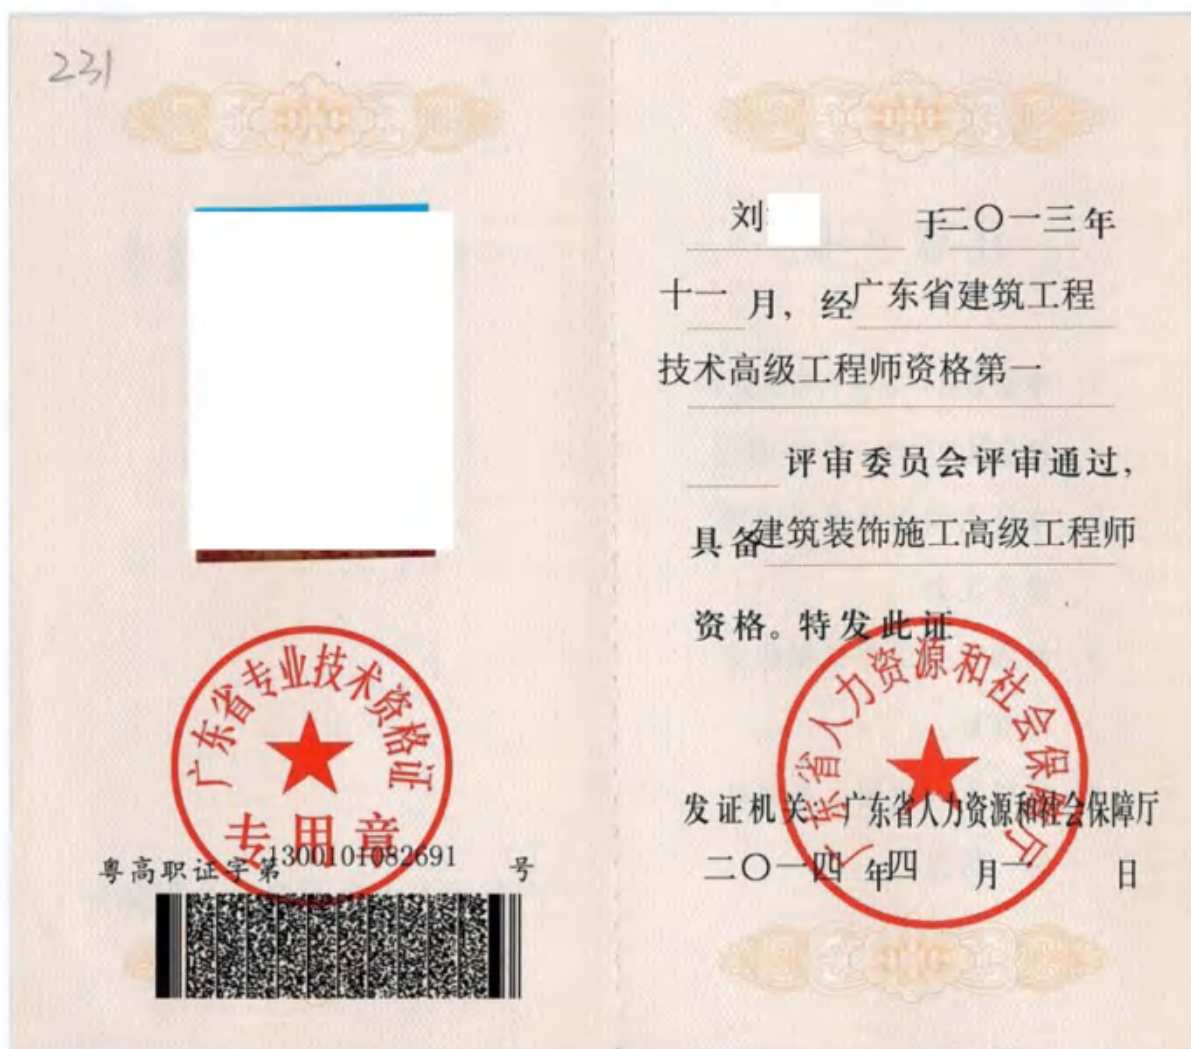 231
广东省专业技术资格证
专用章
粤高职证字第1300101082691号
刘 于二〇一三年
十一月，经广东省建筑工程
技术高级工程师资格第一
评审委员会评审通过，
具备建筑装饰施工高级工程师
资格。特发此证
广东省人力资源和社会保障厅
发证机关：广东省人力资源和社会保障厅
二〇一四年四月一日